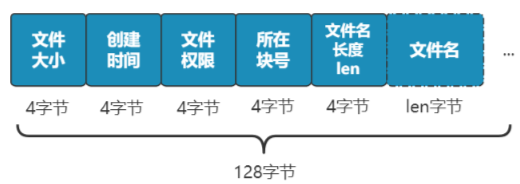 文件
大小
创建
时间
文件
权限
所在
块号
文件名
长度
len
文件名
...
4字节
4字节
4字节
4字节
4字节
len字节
128字节